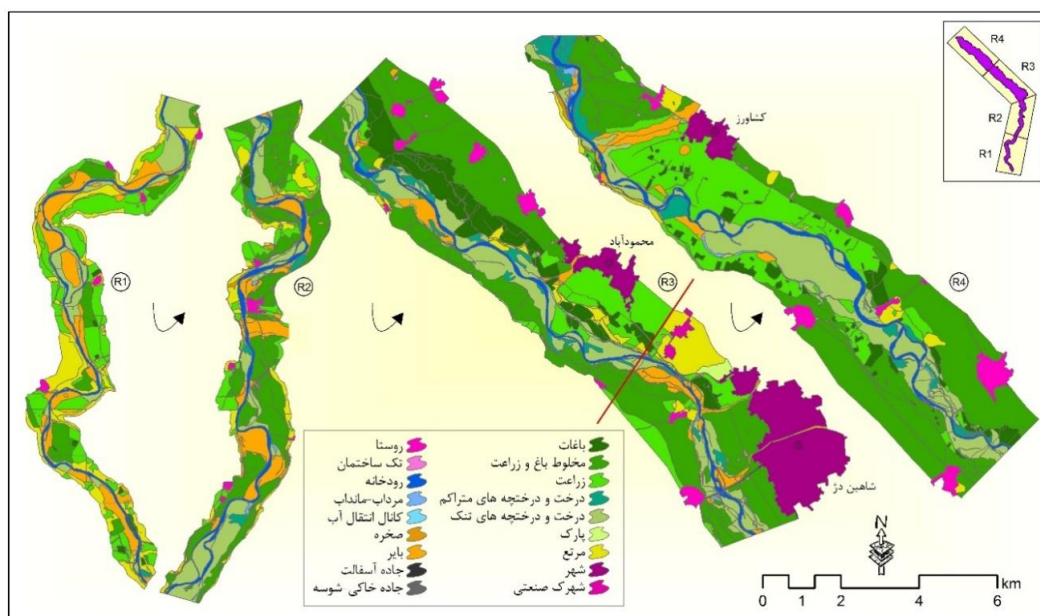 R4
R3
R2
R1
کشاورز
محمودآباد
R1
R2
R3
R4
شاهین دژ
باغات
مخلوط باغ و زراعت
زراعت
درخت و درختچه های متراکم
درخت و درختچه های تنک
پارک
مرتع
شهر
شهرک صنعتی
روستا
تک ساختمان
رودخانه
مرداب-مانداب
کانال انتقال آب
صخره
بایر
جاده آسفالت
جاده خاکی شوسه
N
km
0 1 2 4 6